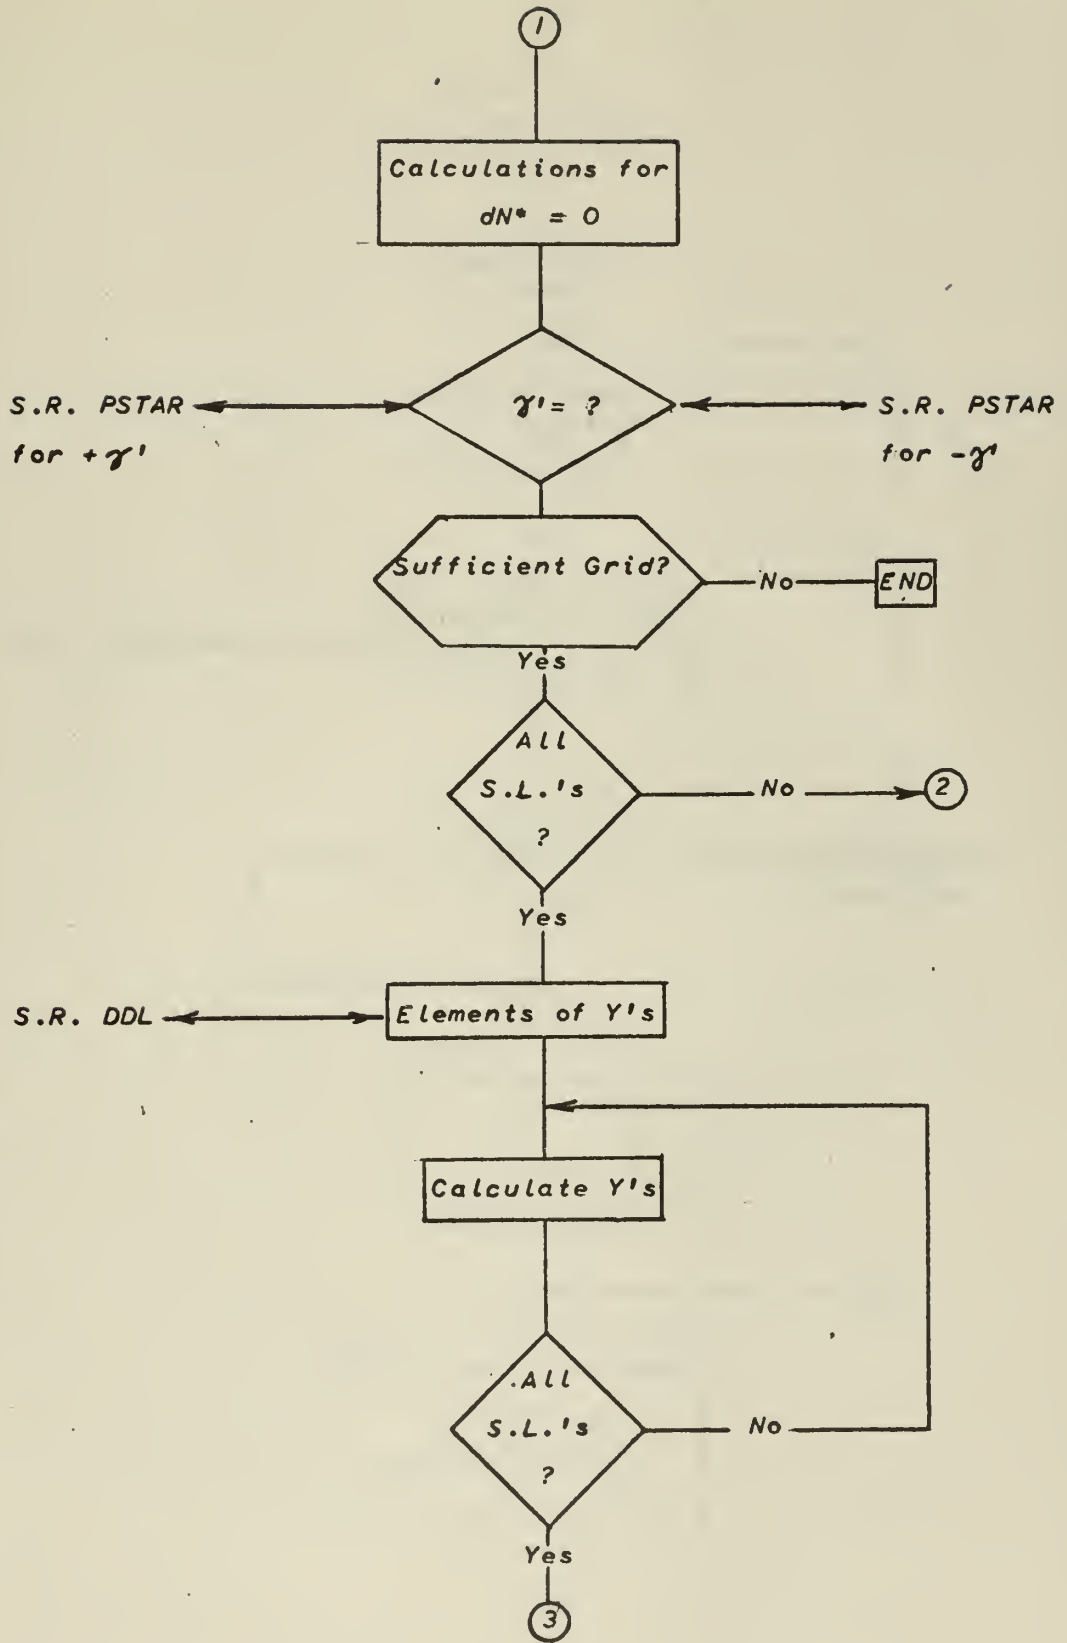 1
Calculations for
dN* = 0
S.R. PSTAR
for +γ'
γ' = ?
S.R. PSTAR
for -γ'
Sufficient Grid?
No
END
Yes
All
S.L.'s
?
No
2
Yes
S.R. DDL
Elements of Y's
Calculate Y's
All
S.L.'s
?
No
Yes
3